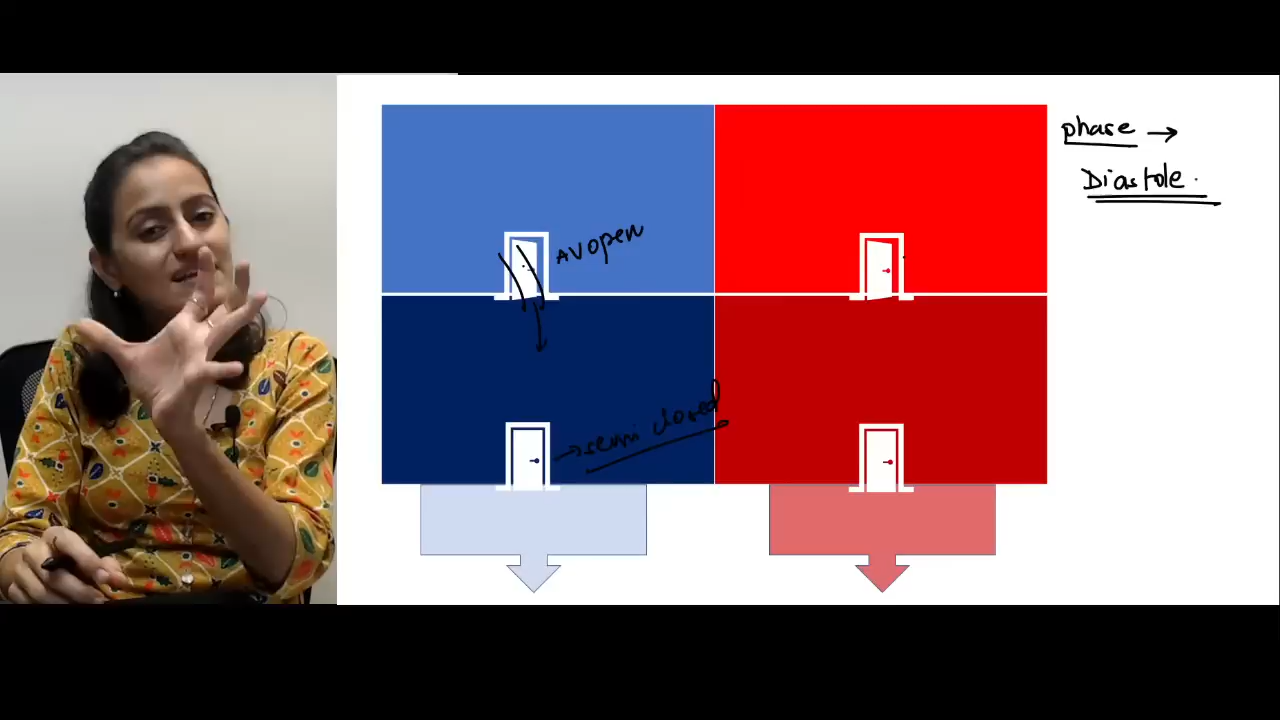 phase →
Diastole.
AV open
→ semi closed